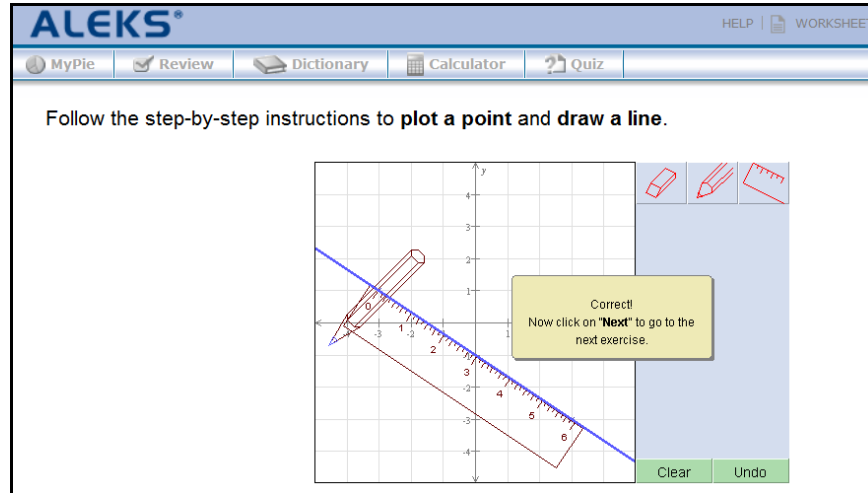 ALEKS®
HELP | WORKSHEET
MyPie Review Dictionary Calculator Quiz
Follow the step-by-step instructions to plot a point and draw a line.
y
4
3
2
1
-3 -2 1
-2
-3
-4
0
1
2
3
4
5
6
Correct!
Now click on "Next" to go to the
next exercise.
Clear Undo